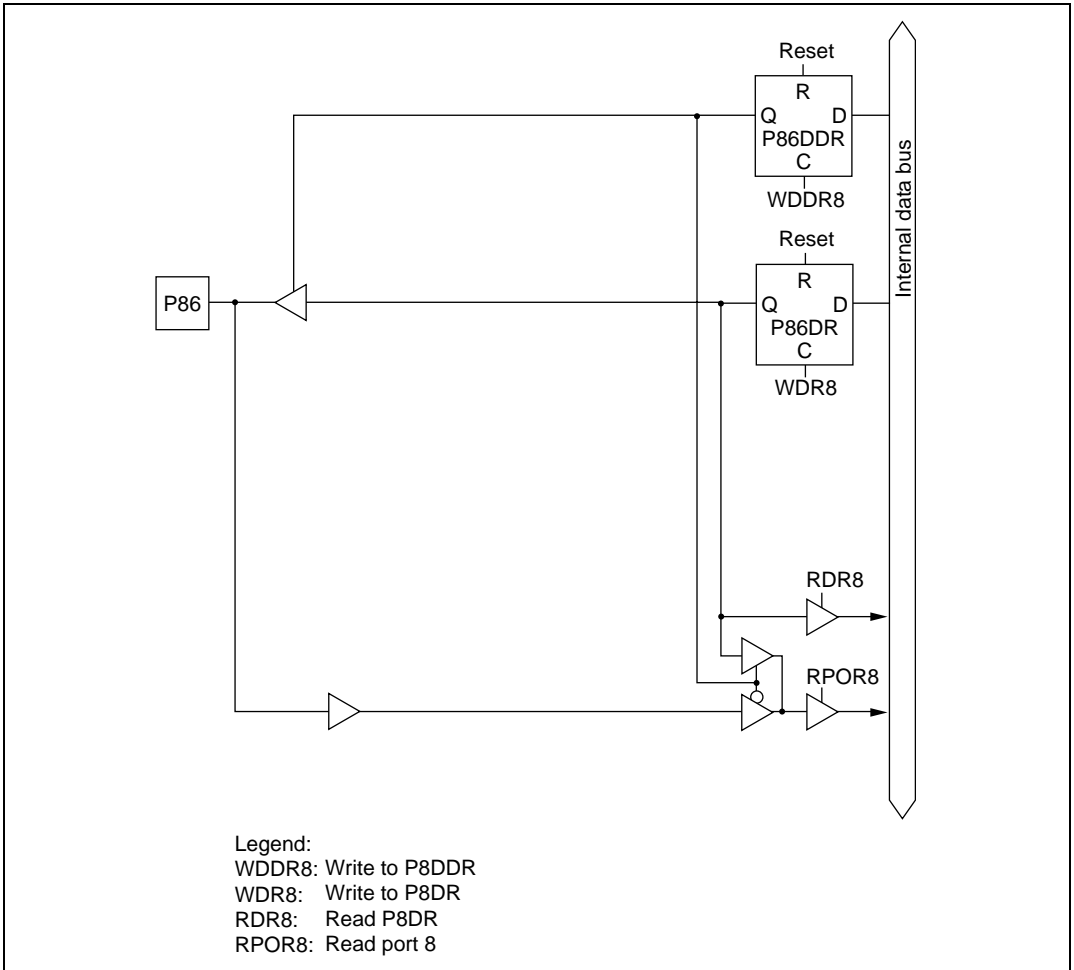 Reset
R
Q D
P86DDR
C
WDDR8
Internal data bus
Reset
R
P86
Q D
P86DR
C
WDR8
RDR8
RPOR8
Legend:
WDDR8: Write to P8DDR
WDR8: Write to P8DR
RDR8: Read P8DR
RPOR8: Read port 8